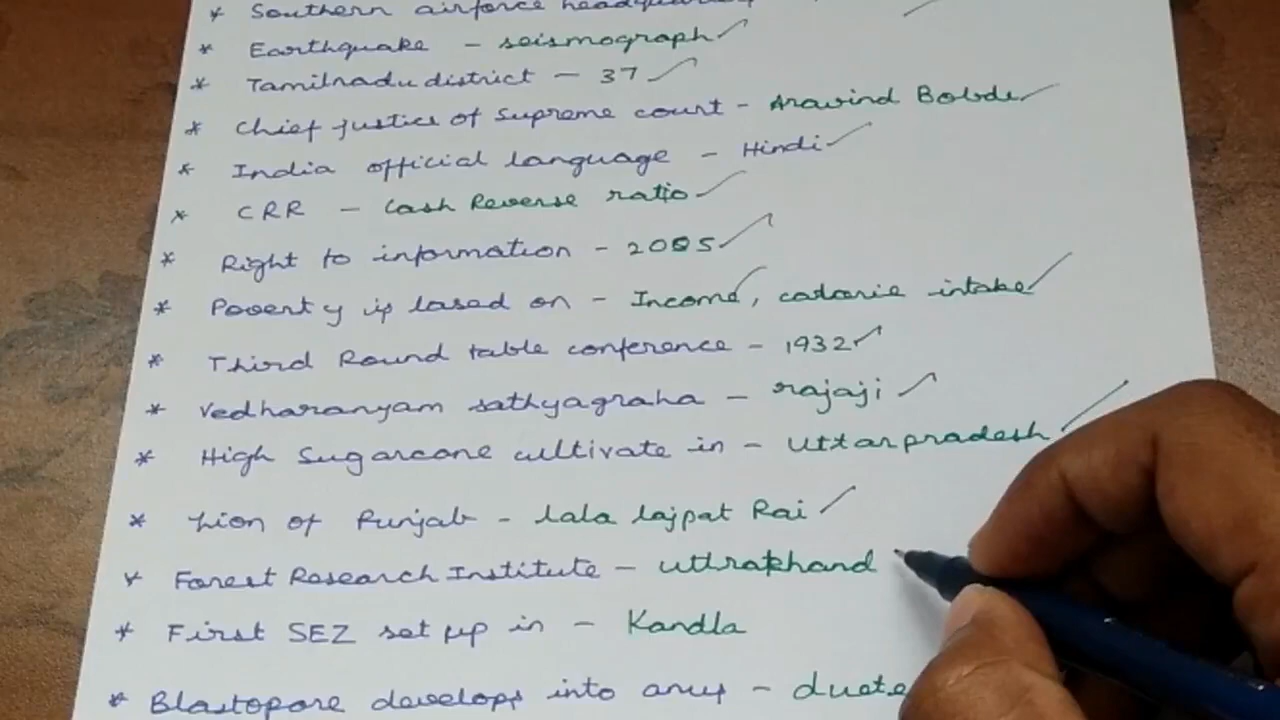 * Southern airforce headquarters
* Earthquake - seismograph
* Tamilnadu district - 37
* Chief justice of Supreme court - Aravind Bobde
* India official language - Hindi
* CRR - Cash Reverse ratio
* Right to information - 2005
* Poverty is based on - Income, calorie intake
* Third Round table conference - 1932
* Vedharanyam sathyagraha - rajaji
* High Sugarcane cultivate in - Uttarpradesh
* Lion of Punjab - lala lajpat Rai
* Forest Research Institute - uttrakhand
* First SEZ set up in - Kandla
* Blastopore develops into anus -